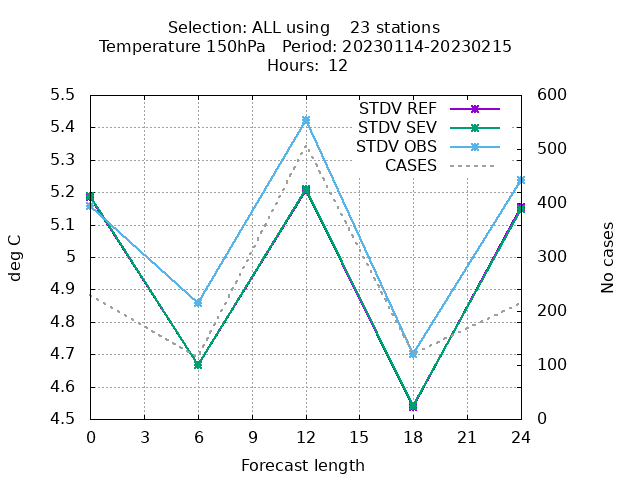 Selection: ALL using    23 stations
Temperature 150hPa   Period: 20230114-20230215
Hours:  12
STDV REF
STDV SEV
STDV OBS
CASES
5.5
5.4
5.3
5.2
5.1
5
4.9
4.8
4.7
4.6
4.5
600
500
400
300
200
100
0
deg C
No cases
0 3 6 9 12 15 18 21 24
Forecast length